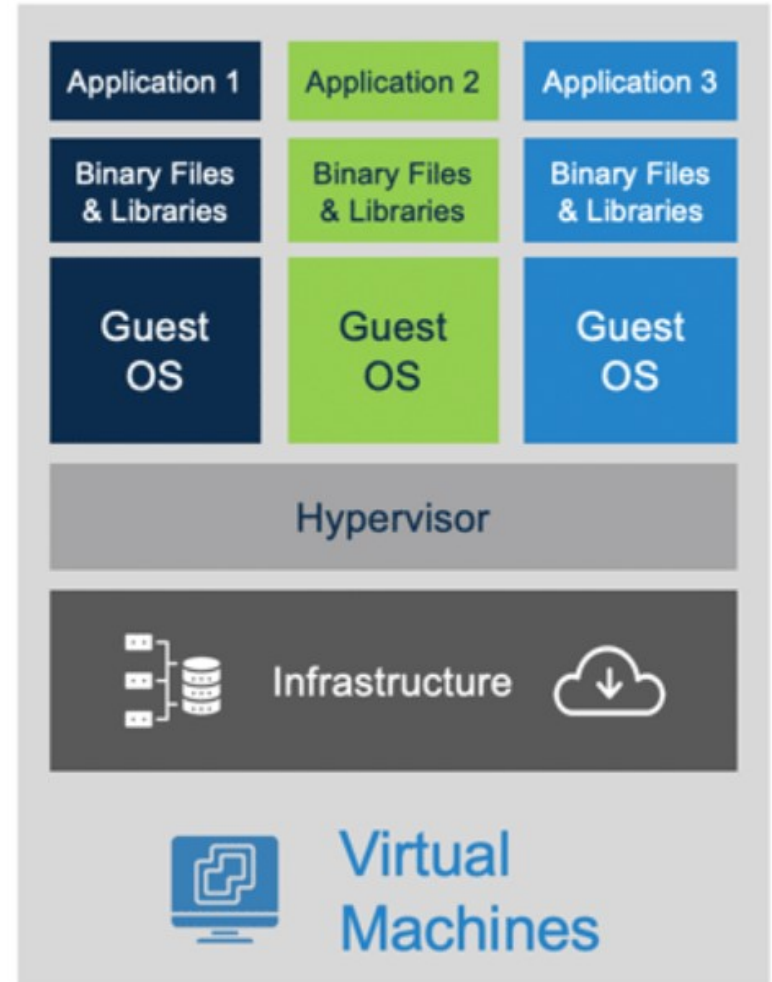 Application 1
Application 2
Application 3
Binary Files
& Libraries
Binary Files
& Libraries
Binary Files
& Libraries
Guest
OS
Guest
OS
Guest
OS
Hypervisor
Infrastructure
Virtual
Machines